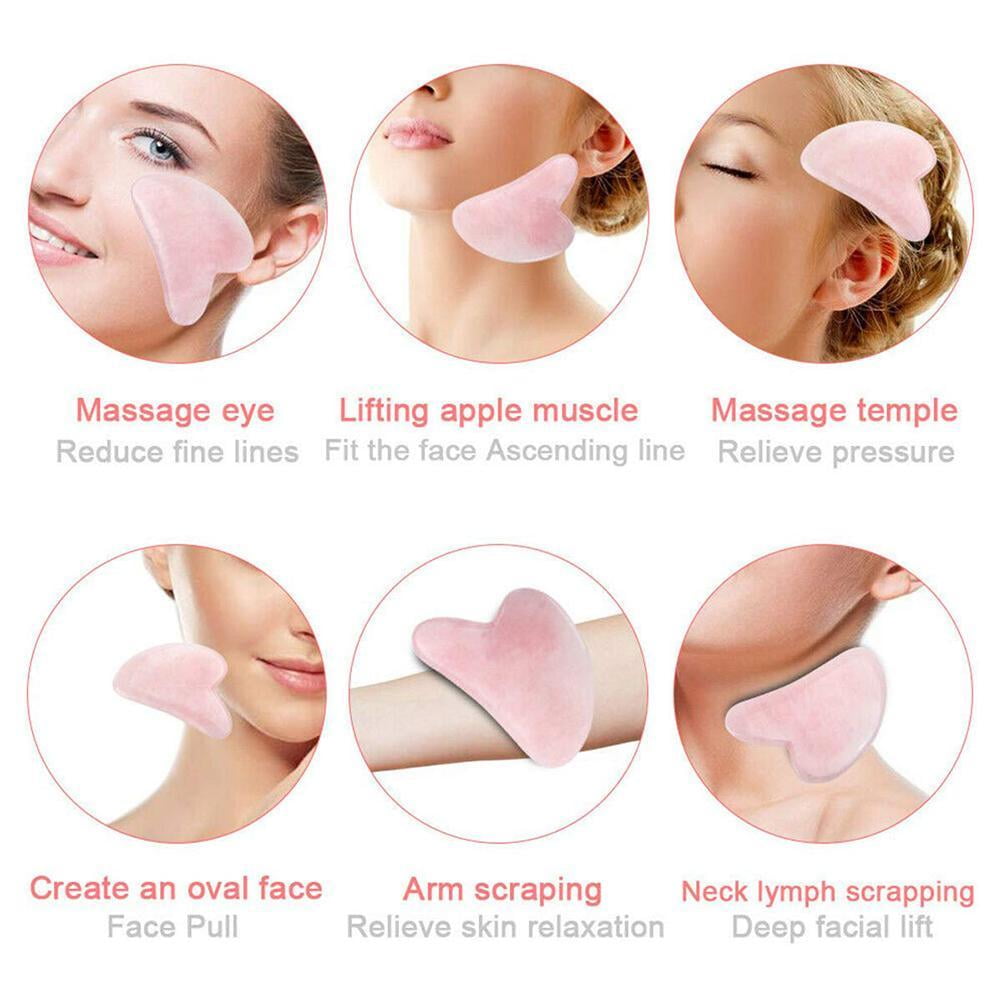 Massage eye
Reduce fine lines
Lifting apple muscle
Fit the face Ascending line
Massage temple
Relieve pressure
Create an oval face
Face Pull
Arm scraping
Relieve skin relaxation
Neck lymph scrapping
Deep facial lift